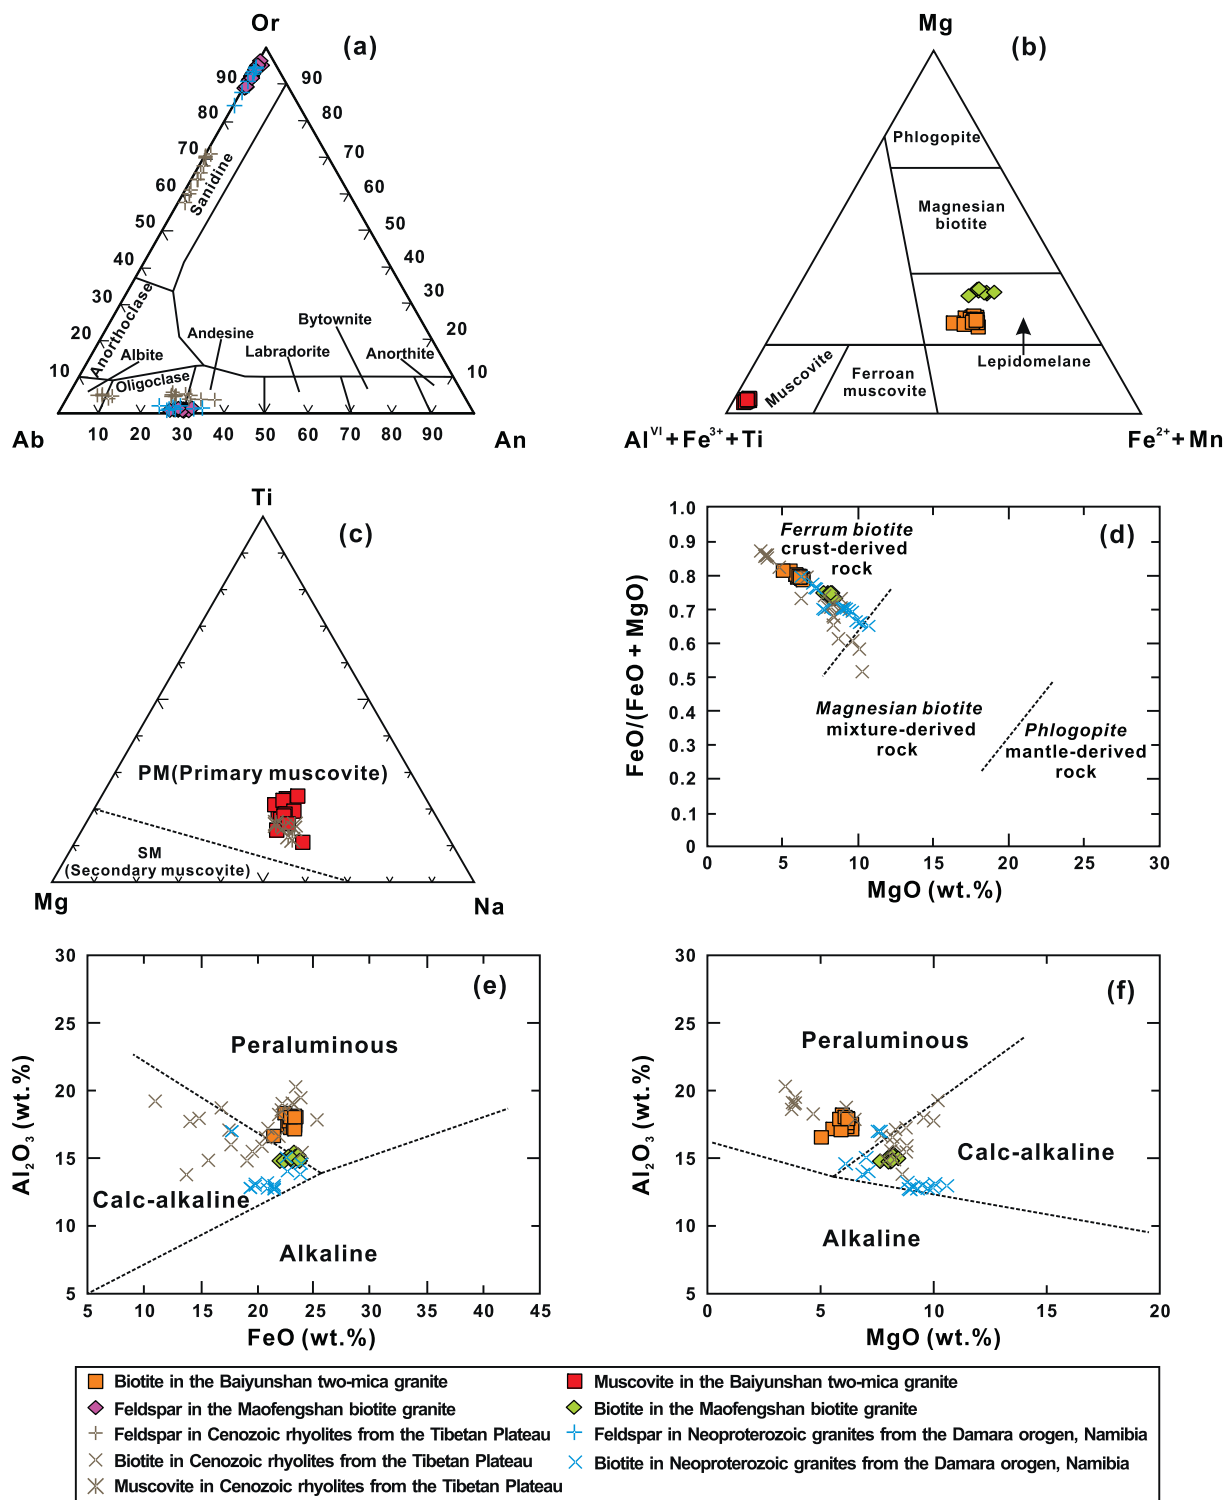 Or
(a)
90
90
80
80
70
70
60
60
50
50
40
40
30
30
20
20
10
10
Sanidine
Anorthoclase
Albite
Oligoclase
Andesine
Bytownite
Labradorite
Anorthite
Ab
10 20 30 40 50 60 70 80 90
An
Mg
(b)
Phlogopite
Magnesian
biotite
Lepidomelane
Muscovite
Ferroan
muscovite
Al^VI + Fe³⁺ + Ti
Fe²⁺ + Mn
Ti
(c)
PM(Primary muscovite)
SM
(Secondary muscovite)
Mg
Na
(d)
1.0
0.9
0.8
0.7
0.6
0.5
0.4
0.3
0.2
0.1
0
FeO/(FeO + MgO)
Ferrum biotite
crust-derived
rock
Magnesian biotite
mixture-derived
rock
Phlogopite
mantle-derived
rock
0 5 10 15 20 25 30
MgO (wt.%)
(e)
30
25
20
15
10
5
Al₂O₃ (wt.%)
Peraluminous
Calc-alkaline
Alkaline
5 10 15 20 25 30 35 40 45
FeO (wt.%)
(f)
30
25
20
15
10
5
Al₂O₃ (wt.%)
Peraluminous
Calc-alkaline
Alkaline
0 5 10 15 20
MgO (wt.%)
Biotite in the Baiyunshan two-mica granite
Muscovite in the Baiyunshan two-mica granite
Feldspar in the Maofengshan biotite granite
Biotite in the Maofengshan biotite granite
Feldspar in Cenozoic rhyolites from the Tibetan Plateau
Feldspar in Neoproterozoic granites from the Damara orogen, Namibia
Biotite in Cenozoic rhyolites from the Tibetan Plateau
Biotite in Neoproterozoic granites from the Damara orogen, Namibia
Muscovite in Cenozoic rhyolites from the Tibetan Plateau